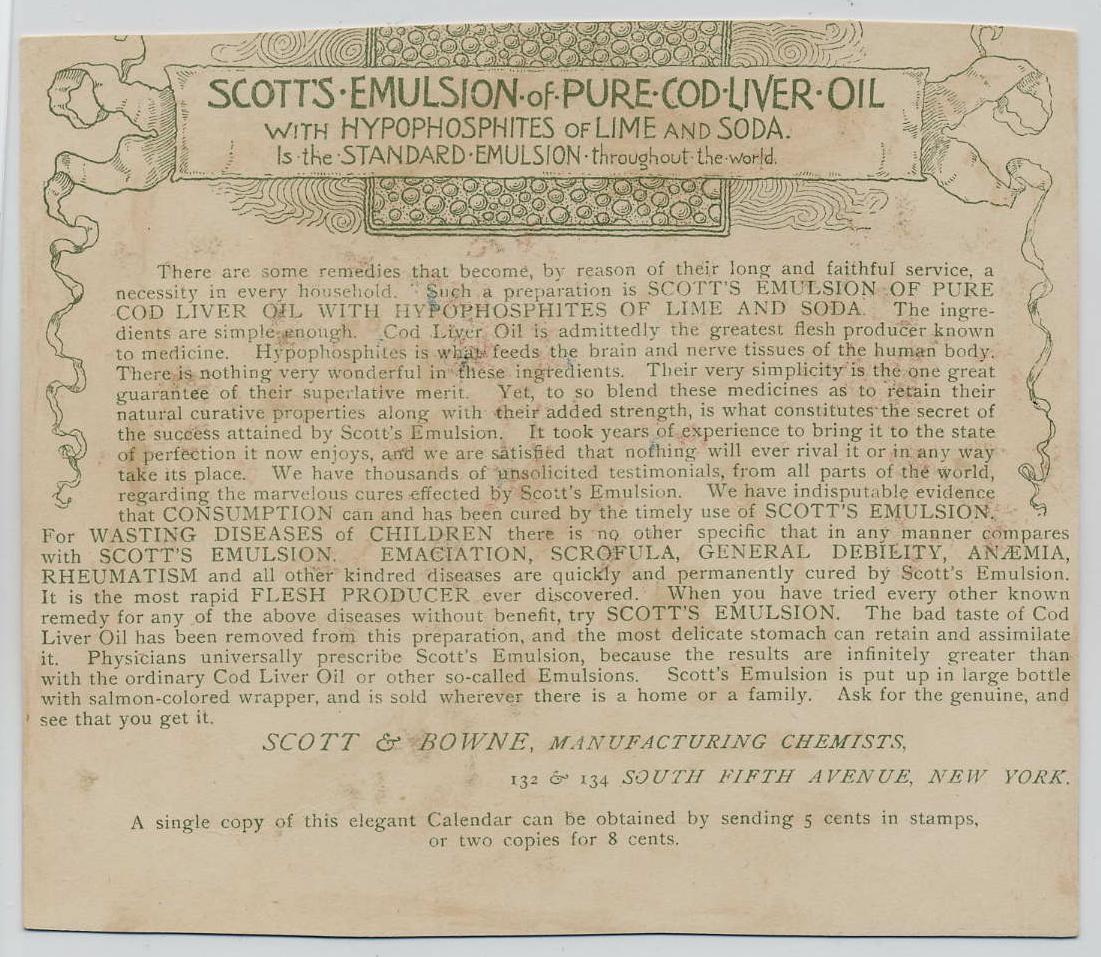 SCOTT'S·EMULSION·of·PURE·COD·LIVER·OIL
WITH HYPOPHOSPHITES OF LIME AND SODA.
Is·the·STANDARD·EMULSION·throughout·the·world.
There are some remedies that become, by reason of their long and faithful service, a
necessity in every household. Such a preparation is SCOTT'S EMULSION OF PURE
COD LIVER OIL WITH HYPOPHOSPHITES OF LIME AND SODA. The ingre-
dients are simple enough. Cod Liver Oil is admittedly the greatest flesh producer known
to medicine. Hypophosphites is what feeds the brain and nerve tissues of the human body.
There is nothing very wonderful in these ingredients. Their very simplicity is the one great
guarantee of their superlative merit. Yet, to so blend these medicines as to retain their
natural curative properties along with their added strength, is what constitutes the secret of
the success attained by Scott's Emulsion. It took years of experience to bring it to the state
of perfection it now enjoys, and we are satisfied that nothing will ever rival it or in any way
take its place. We have thousands of unsolicited testimonials, from all parts of the world,
regarding the marvelous cures effected by Scott's Emulsion. We have indisputable evidence
that CONSUMPTION can and has been cured by the timely use of SCOTT'S EMULSION.
For WASTING DISEASES of CHILDREN there is no other specific that in any manner compares
with SCOTT'S EMULSION. EMACIATION, SCROFULA, GENERAL DEBILITY, ANÆMIA,
RHEUMATISM and all other kindred diseases are quickly and permanently cured by Scott's Emulsion.
It is the most rapid FLESH PRODUCER ever discovered. When you have tried every other known
remedy for any of the above diseases without benefit, try SCOTT'S EMULSION. The bad taste of Cod
Liver Oil has been removed from this preparation, and the most delicate stomach can retain and assimilate
it. Physicians universally prescribe Scott's Emulsion, because the results are infinitely greater than
with the ordinary Cod Liver Oil or other so-called Emulsions. Scott's Emulsion is put up in large bottle
with salmon-colored wrapper, and is sold wherever there is a home or a family. Ask for the genuine, and
see that you get it.
SCOTT & BOWNE, MANUFACTURING CHEMISTS,
132 & 134 SOUTH FIFTH AVENUE, NEW YORK.
A single copy of this elegant Calendar can be obtained by sending 5 cents in stamps,
or two copies for 8 cents.